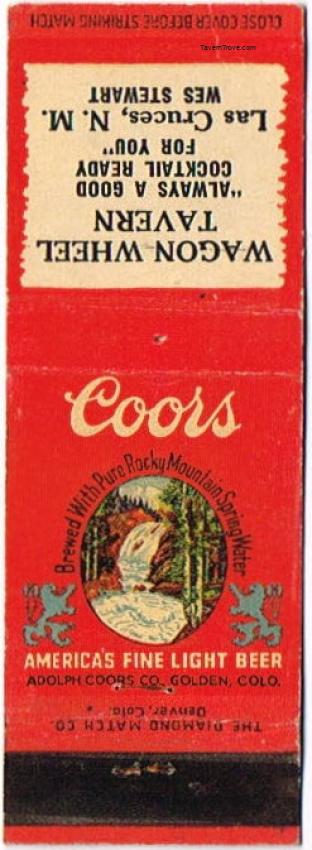 CLOSE COVER BEFORE STRIKING MATCH
TavernTrove.com
WAGON WHEEL
TAVERN
"ALWAYS A GOOD
COCKTAIL READY
FOR YOU"
Las Cruces, N. M.
WES STEWART
Coors
Brewed With Pure Rocky Mountain Spring Water
AMERICA'S FINE LIGHT BEER
ADOLPH COORS CO., GOLDEN, COLO.
THE DIAMOND MATCH CO.
Denver, Colo.